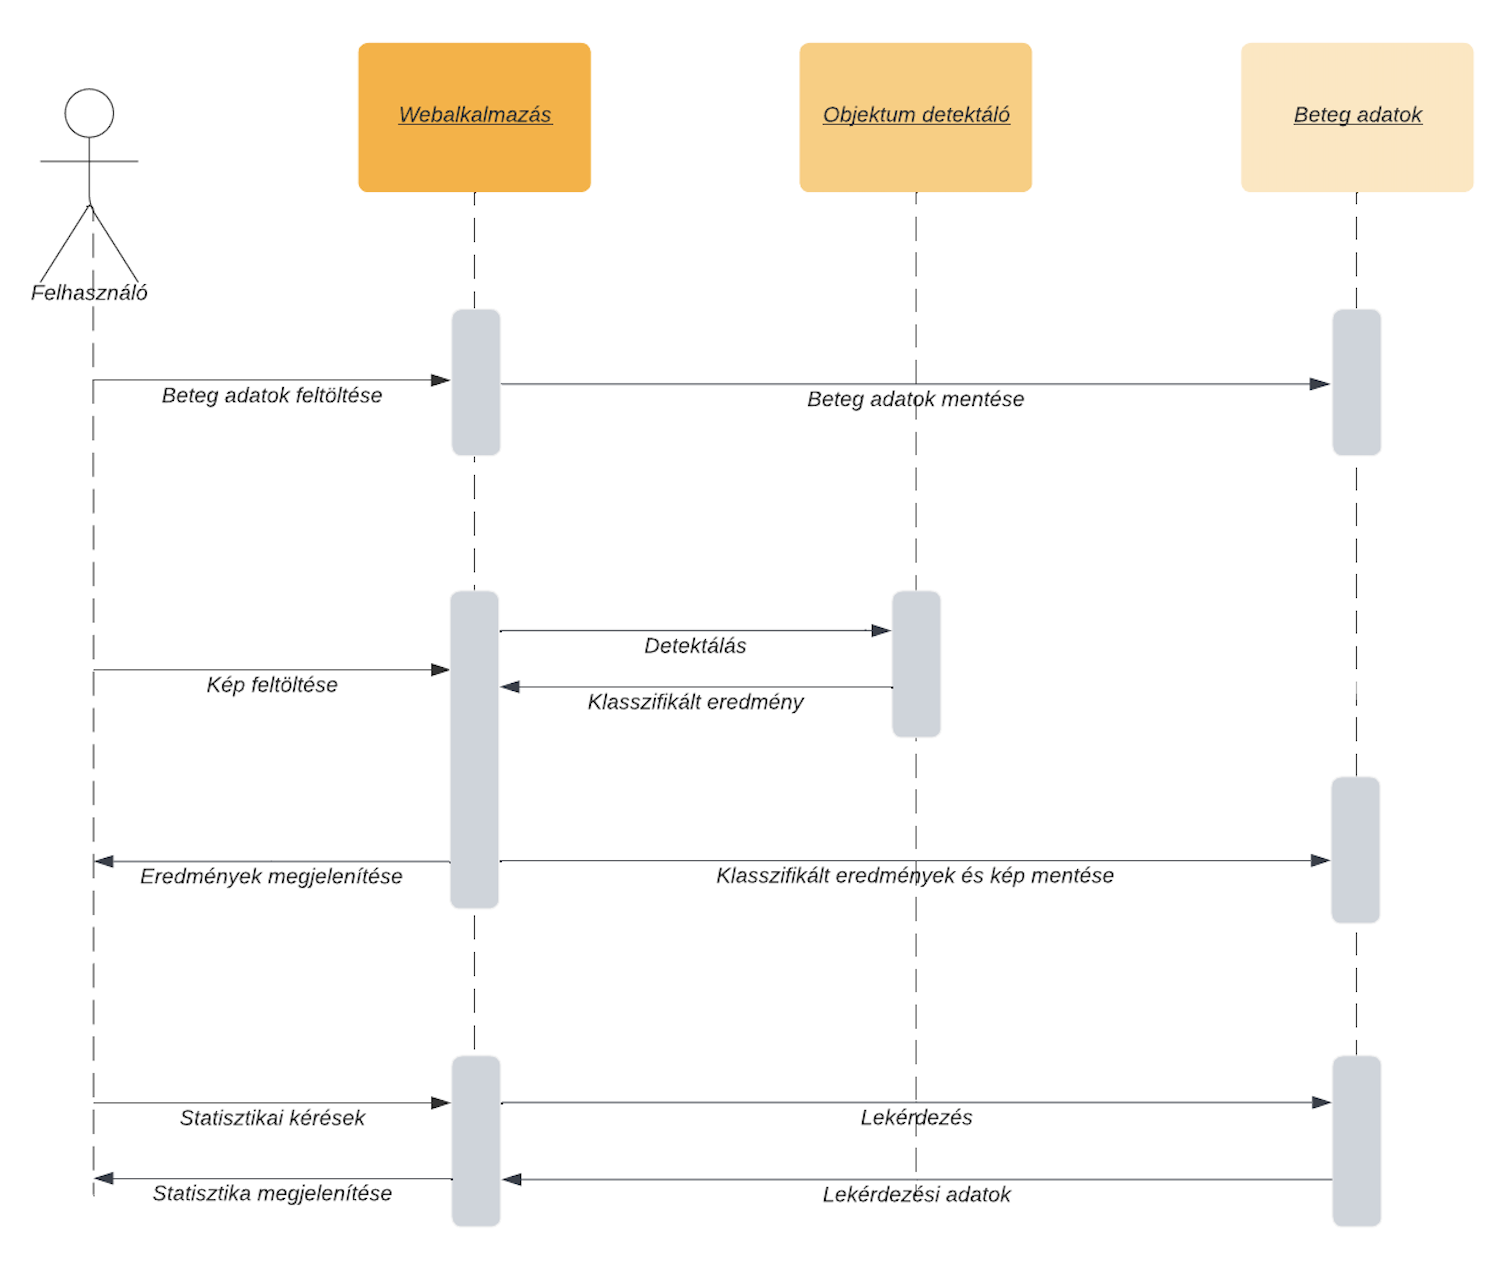 Webalkalmazás
Objektum detektáló
Beteg adatok
Felhasználó
Beteg adatok feltöltése
Beteg adatok mentése
Detektálás
Kép feltöltése
Klasszifikált eredmény
Eredmények megjelenítése
Klasszifikált eredmények és kép mentése
Statisztikai kérések
Lekérdezés
Statisztika megjelenítése
Lekérdezési adatok